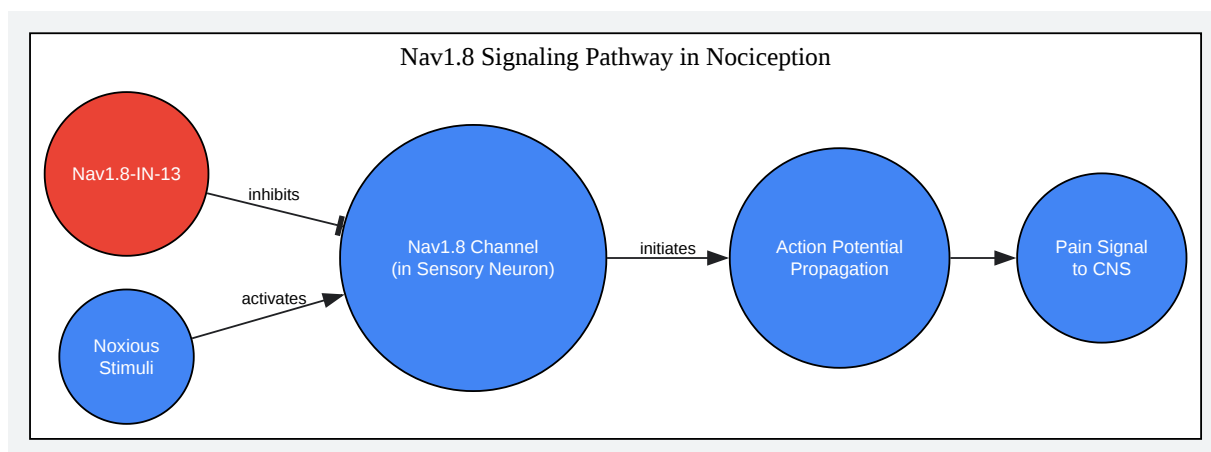 Nav1.8 Signaling Pathway in Nociception
Nav1.8-IN-13
inhibits
Noxious
Stimuli
activates
Nav1.8 Channel
(in Sensory Neuron)
initiates
Action Potential
Propagation
Pain Signal
to CNS